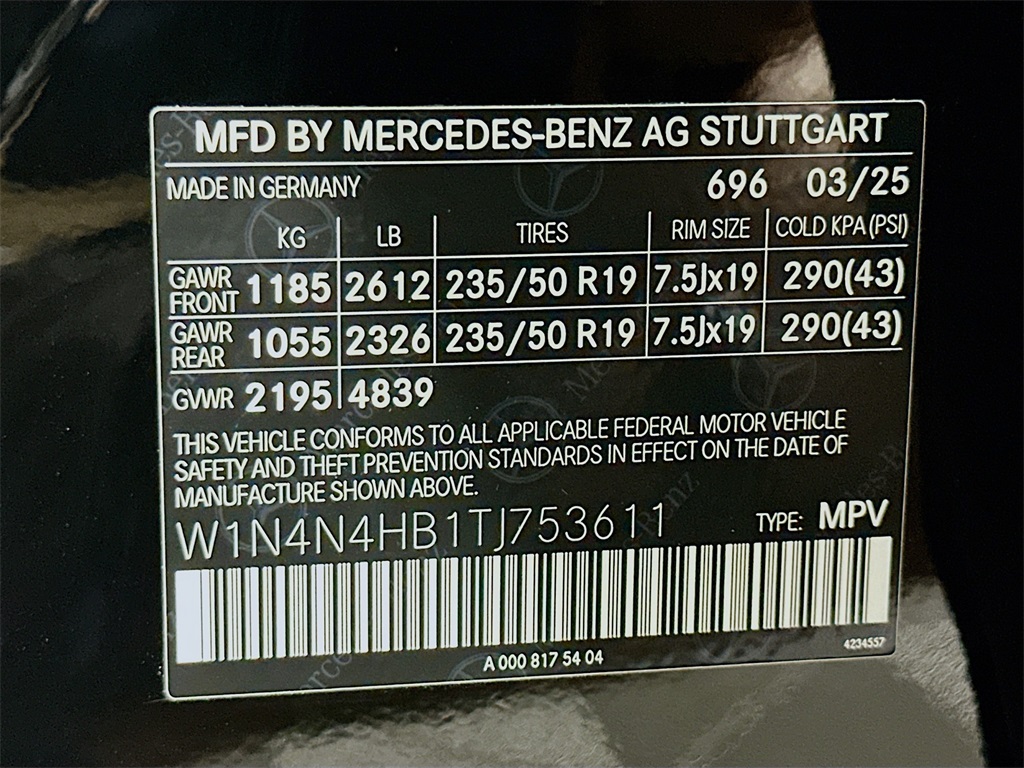 MFD BY MERCEDES-BENZ AG STUTTGART
MADE IN GERMANY 696 03/25
KG LB TIRES RIM SIZE COLD KPA (PSI)
GAWR FRONT 1185 2612 235/50 R19 7.5Jx19 290(43)
GAWR REAR 1055 2326 235/50 R19 7.5Jx19 290(43)
GVWR 2195 4839
THIS VEHICLE CONFORMS TO ALL APPLICABLE FEDERAL MOTOR VEHICLE
SAFETY AND THEFT PREVENTION STANDARDS IN EFFECT ON THE DATE OF
MANUFACTURE SHOWN ABOVE.
W1N4N4HB1TJ753611 TYPE: MPV
4234557
A 000 817 54 04